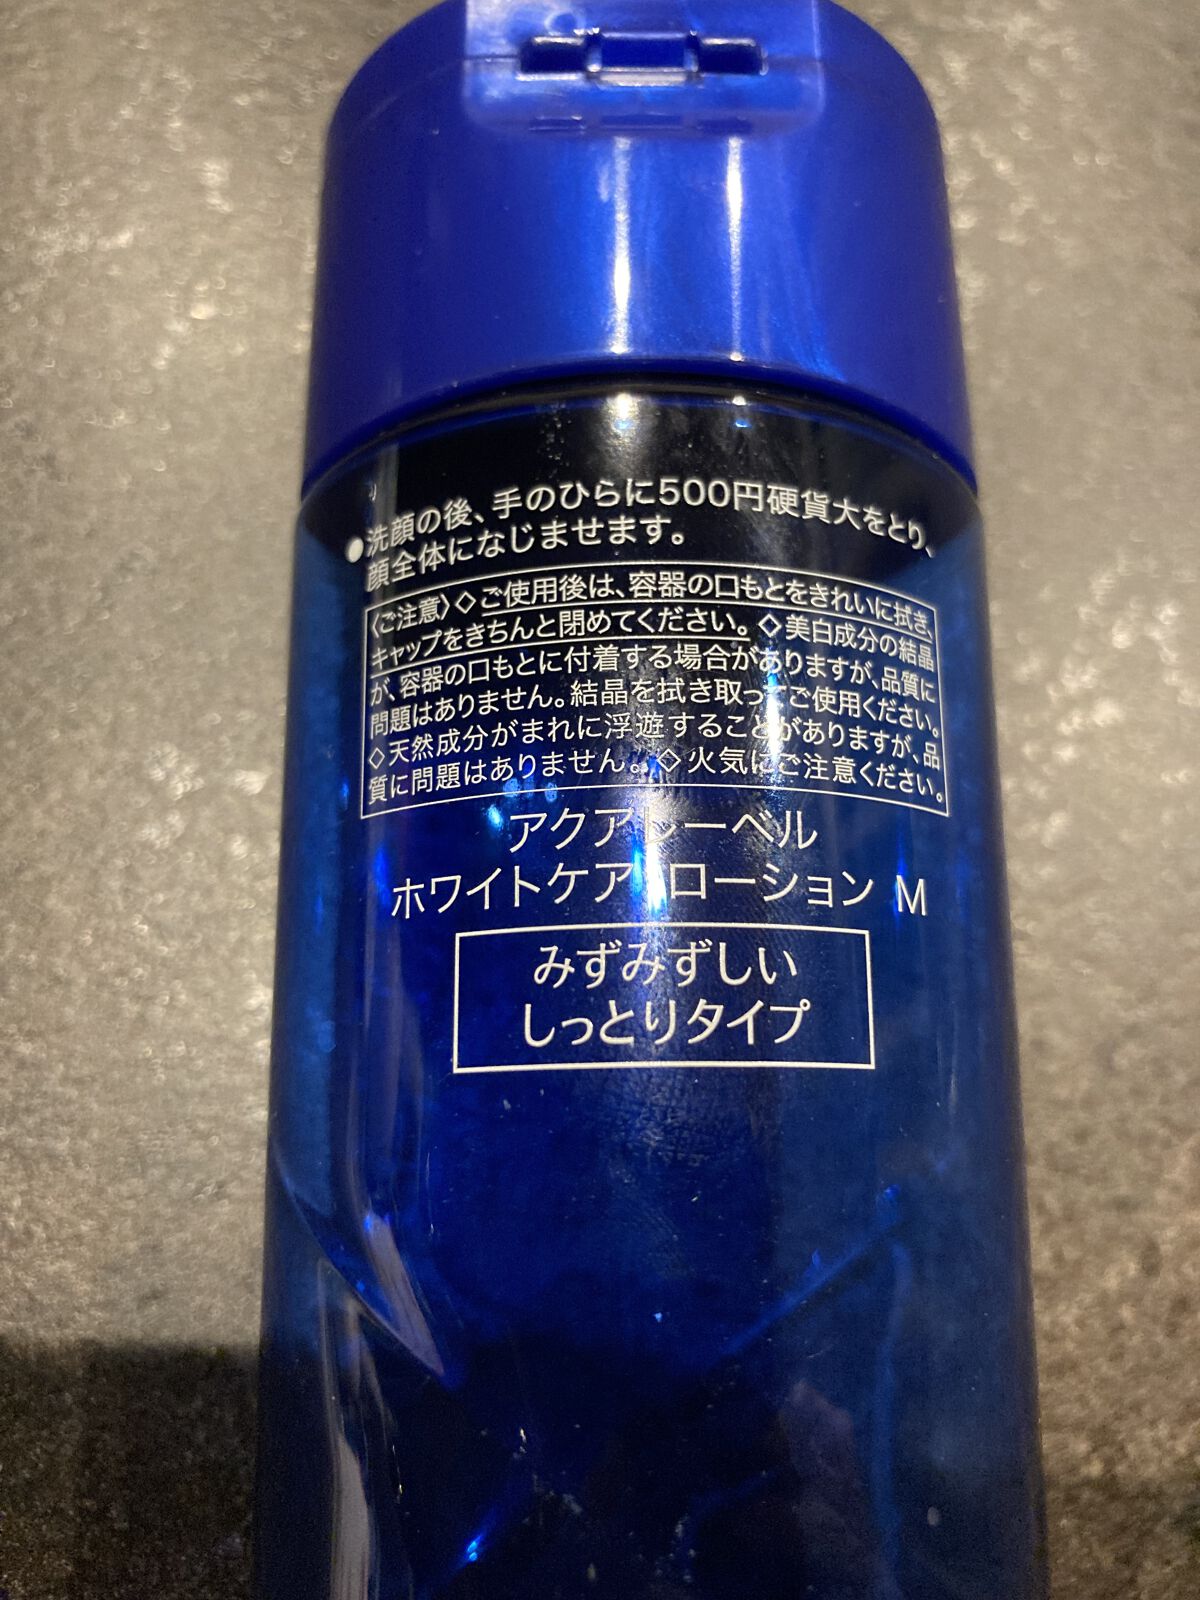 ●洗顔の後、手のひらに500円硬貨大をとり、
顔全体になじませます。
〈ご注意〉◇ご使用後は、容器の口もとをきれいに拭き、
キャップをきちんと閉めてください。◇美白成分の結晶
が、容器の口もとに付着する場合がありますが、品質に
問題はありません。結晶を拭き取ってご使用ください。
◇天然成分がまれに浮遊することがありますが、品
質に問題はありません。◇火気にご注意ください。
アクアレーベル
ホワイトケア ローション M
みずみずしい
しっとりタイプ